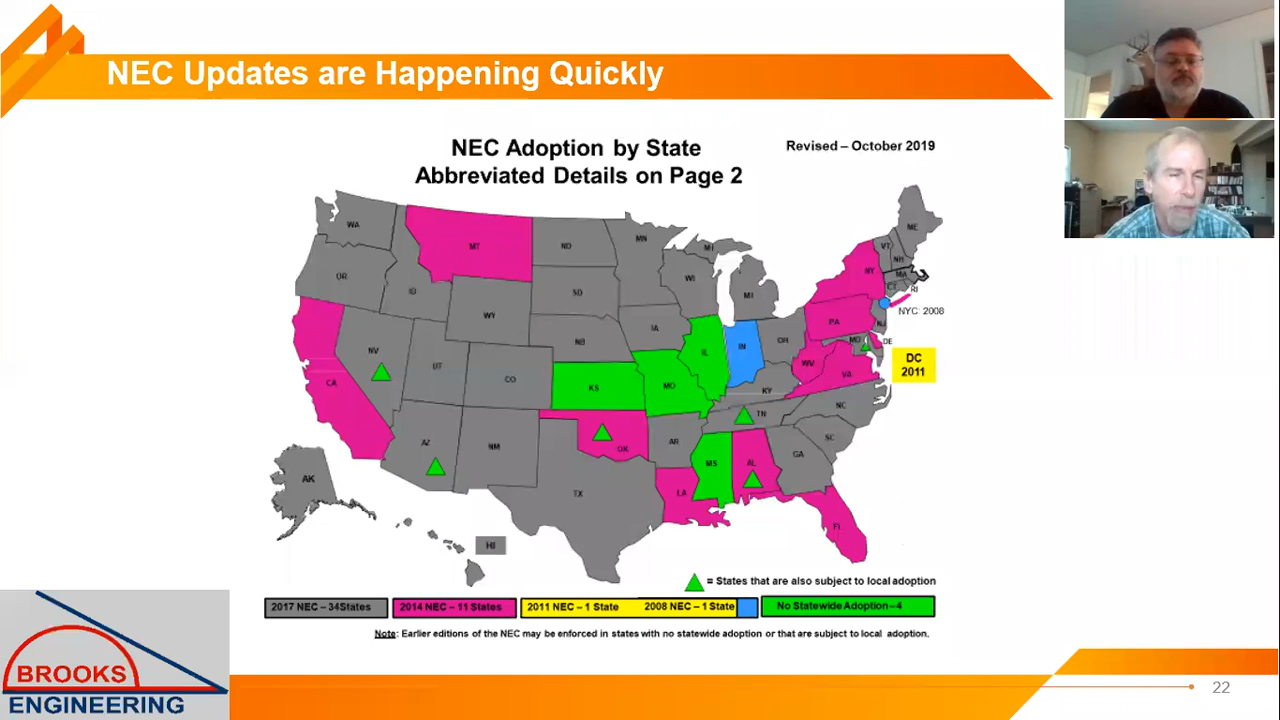 NEC Updates are Happening Quickly
NEC Adoption by State
Abbreviated Details on Page 2
Revised – October 2019
WA
OR
ID
MT
ND
MN
WI
MI
MI
SD
WY
NB
IA
NV
UT
CO
KS
MO
IL
IN
OH
KY
WV
VA
PA
NY
VT
NH
ME
MA
CT
RI
NJ
NYC: 2008
MD
DE
DC
2011
CA
AZ
NM
OK
AR
TN
NC
SC
GA
AL
MS
LA
TX
FL
AK
HI
= States that are also subject to local adoption
2017 NEC – 34States
2014 NEC – 11 States
2011 NEC – 1 State
2008 NEC – 1 State
No Statewide Adoption–4
Note: Earlier editions of the NEC may be enforced in states with no statewide adoption or that are subject to local adoption.
BROOKS
ENGINEERING
22